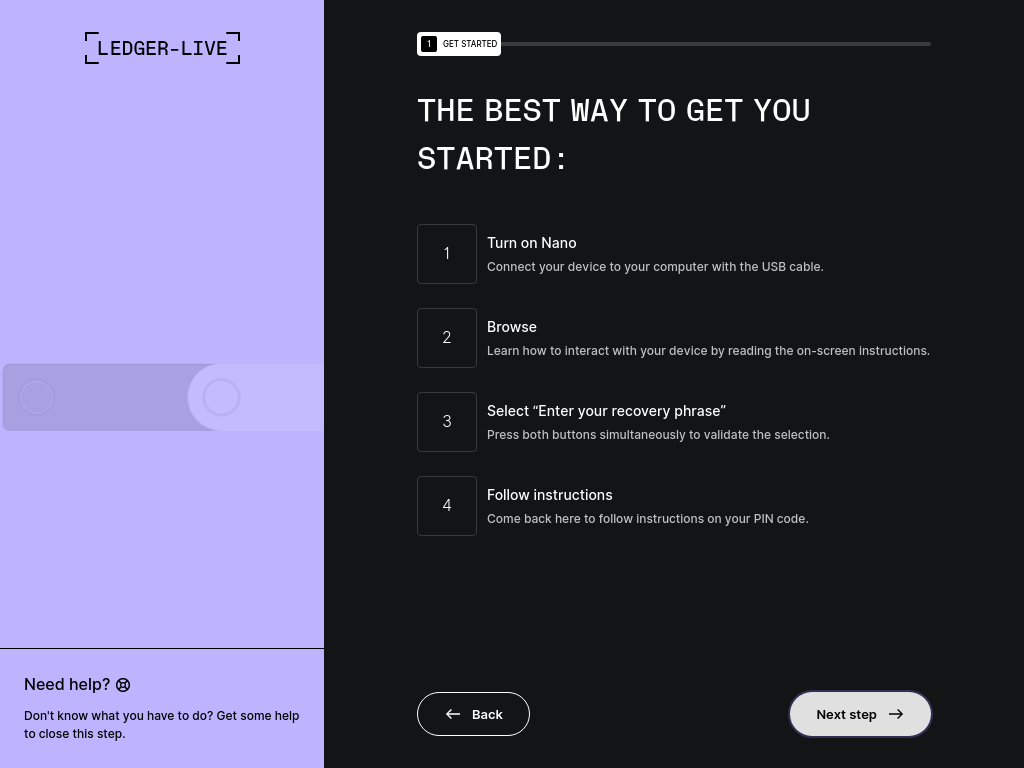 LEDGER-LIVE
1 GET STARTED
THE BEST WAY TO GET YOU
STARTED:
1
Turn on Nano
Connect your device to your computer with the USB cable.
2
Browse
Learn how to interact with your device by reading the on-screen instructions.
3
Select “Enter your recovery phrase”
Press both buttons simultaneously to validate the selection.
4
Follow instructions
Come back here to follow instructions on your PIN code.
Need help?
Don't know what you have to do? Get some help
to close this step.
Back
Next step